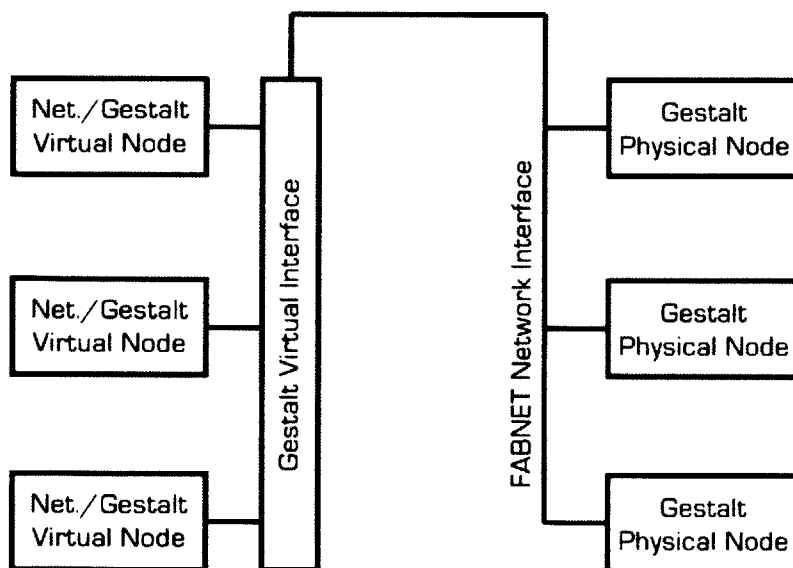 Net./Gestalt
Virtual Node
Net./Gestalt
Virtual Node
Net./Gestalt
Virtual Node
Gestalt Virtual Interface
FABNET Network Interface
Gestalt
Physical Node
Gestalt
Physical Node
Gestalt
Physical Node